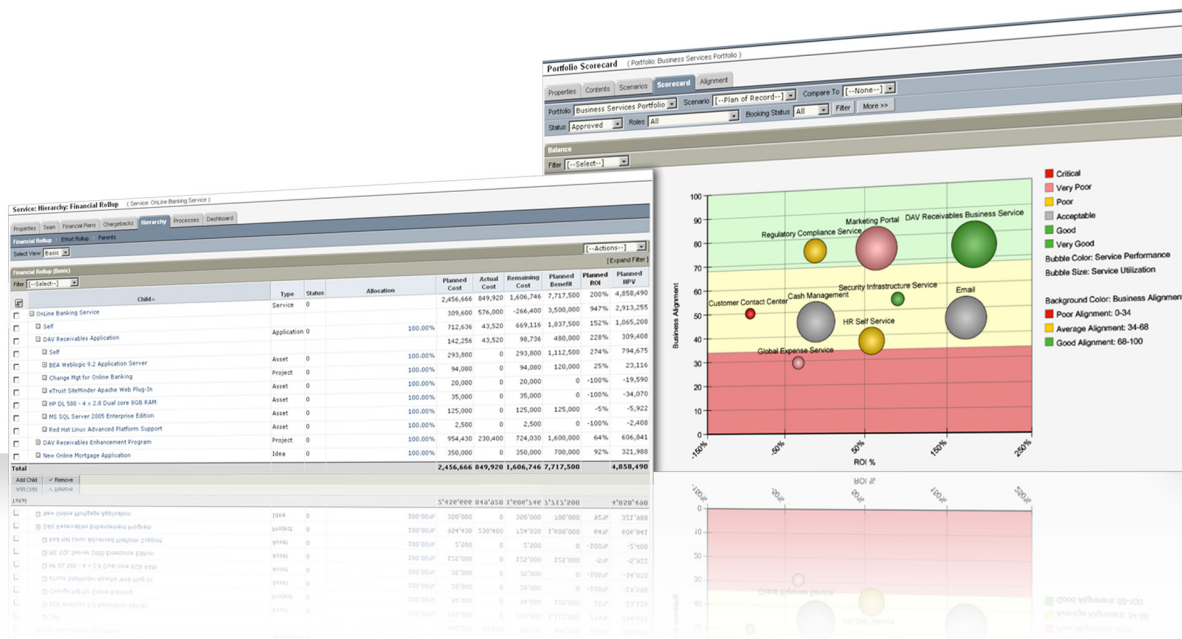 Service: Hierarchy: Financial Rollup ( Service: OnLine Banking Service )
Properties Team Financial Plans Chargebacks Hierarchy Processes Dashboard
Financial Rollup Effort Rollup Parents
Select View: Basic
[--Actions--]
[Expand Filter]
Financial Rollup (Basic)
Filter [--Select--]
Child Type Status Allocation Planned Cost Actual Cost Remaining Cost Planned Benefit Planned ROI Planned NPV
OnLine Banking Service Service 0 2,456,666 849,920 1,606,746 7,717,500 200% 4,858,490
Self 309,600 576,000 -266,400 3,500,000 947% 2,913,255
DAV Receivables Application Application 0 100.00% 712,636 43,520 669,116 1,837,500 152% 1,065,200
Self 142,256 43,520 98,736 480,000 228% 309,408
BEA Weblogic 9.2 Application Server Asset 0 100.00% 293,800 0 293,800 1,112,500 274% 794,675
Change Mgt for Online Banking Project 0 100.00% 94,080 0 94,080 120,000 25% 23,116
eTrust SiteMinder Apache Web Plug-In Asset 0 100.00% 20,000 0 20,000 0 -100% -19,590
HP DL 580 - 4 x 2.8 Dual core 8GB RAM Asset 0 100.00% 35,000 0 35,000 0 -100% -34,070
MS SQL Server 2005 Enterprise Edition Asset 0 100.00% 125,000 0 125,000 125,000 -5% -5,922
Red Hat Linux Advanced Platform Support Asset 0 100.00% 2,500 0 2,500 0 -100% -2,408
DAV Receivables Enhancement Program Project 0 100.00% 954,430 230,400 724,030 1,600,000 64% 606,841
New Online Mortgage Application Idea 0 100.00% 350,000 0 350,000 700,000 92% 321,988
Total 2,456,666 849,920 1,606,746 7,717,500 4,858,490
Add Child Remove
Portfolio Scorecard ( Portfolio: Business Services Portfolio )
Properties Contents Scenarios Scorecard Alignment
Portfolio Business Services Portfolio Scenario [--Plan of Record--] Compare To [--None--]
Status Approved Roles All Booking Status All Filter More >>
Balance
Filter [--Select--]
Business Alignment
100
90
80
70
60
50
40
30
20
10
0
Marketing Portal DAV Receivables Business Service
Regulatory Compliance Service
Security Infrastructure Service Email
Customer Contact Center Cash Management
HR Self Service
Global Expense Service
-150% -50% 50% 150% 250%
ROI %
Critical
Very Poor
Poor
Acceptable
Good
Very Good
Bubble Color: Service Performance
Bubble Size: Service Utilization
Background Color: Business Alignment
Poor Alignment: 0-34
Average Alignment: 34-68
Good Alignment: 68-100